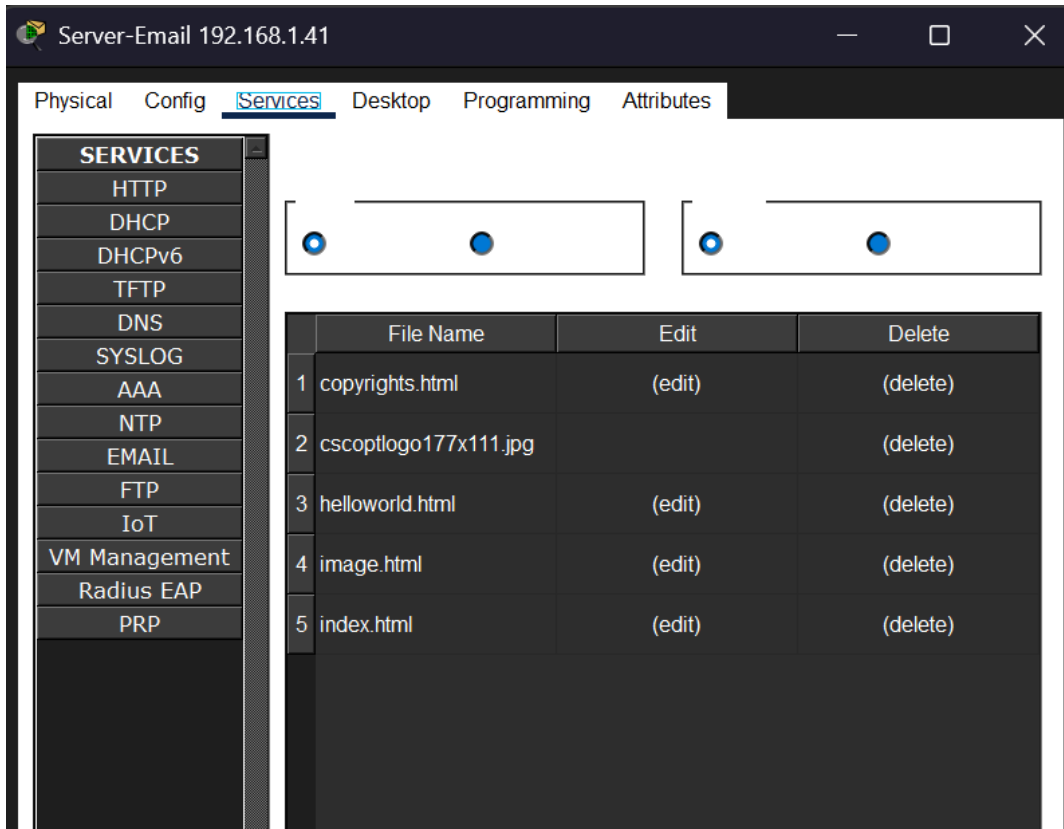 Server-Email 192.168.1.41
Physical Config Services Desktop Programming Attributes
SERVICES
HTTP
DHCP
DHCPv6
TFTP
DNS
SYSLOG
AAA
NTP
EMAIL
FTP
IoT
VM Management
Radius EAP
PRP
File Name Edit Delete
1 copyrights.html (edit) (delete)
2 cscoptlogo177x111.jpg (delete)
3 helloworld.html (edit) (delete)
4 image.html (edit) (delete)
5 index.html (edit) (delete)